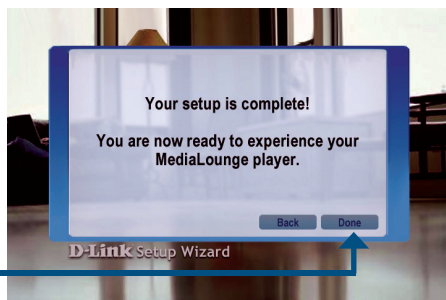 Your setup is complete!
You are now ready to experience your
MediaLounge player.
Back
Done
D-Link Setup Wizard